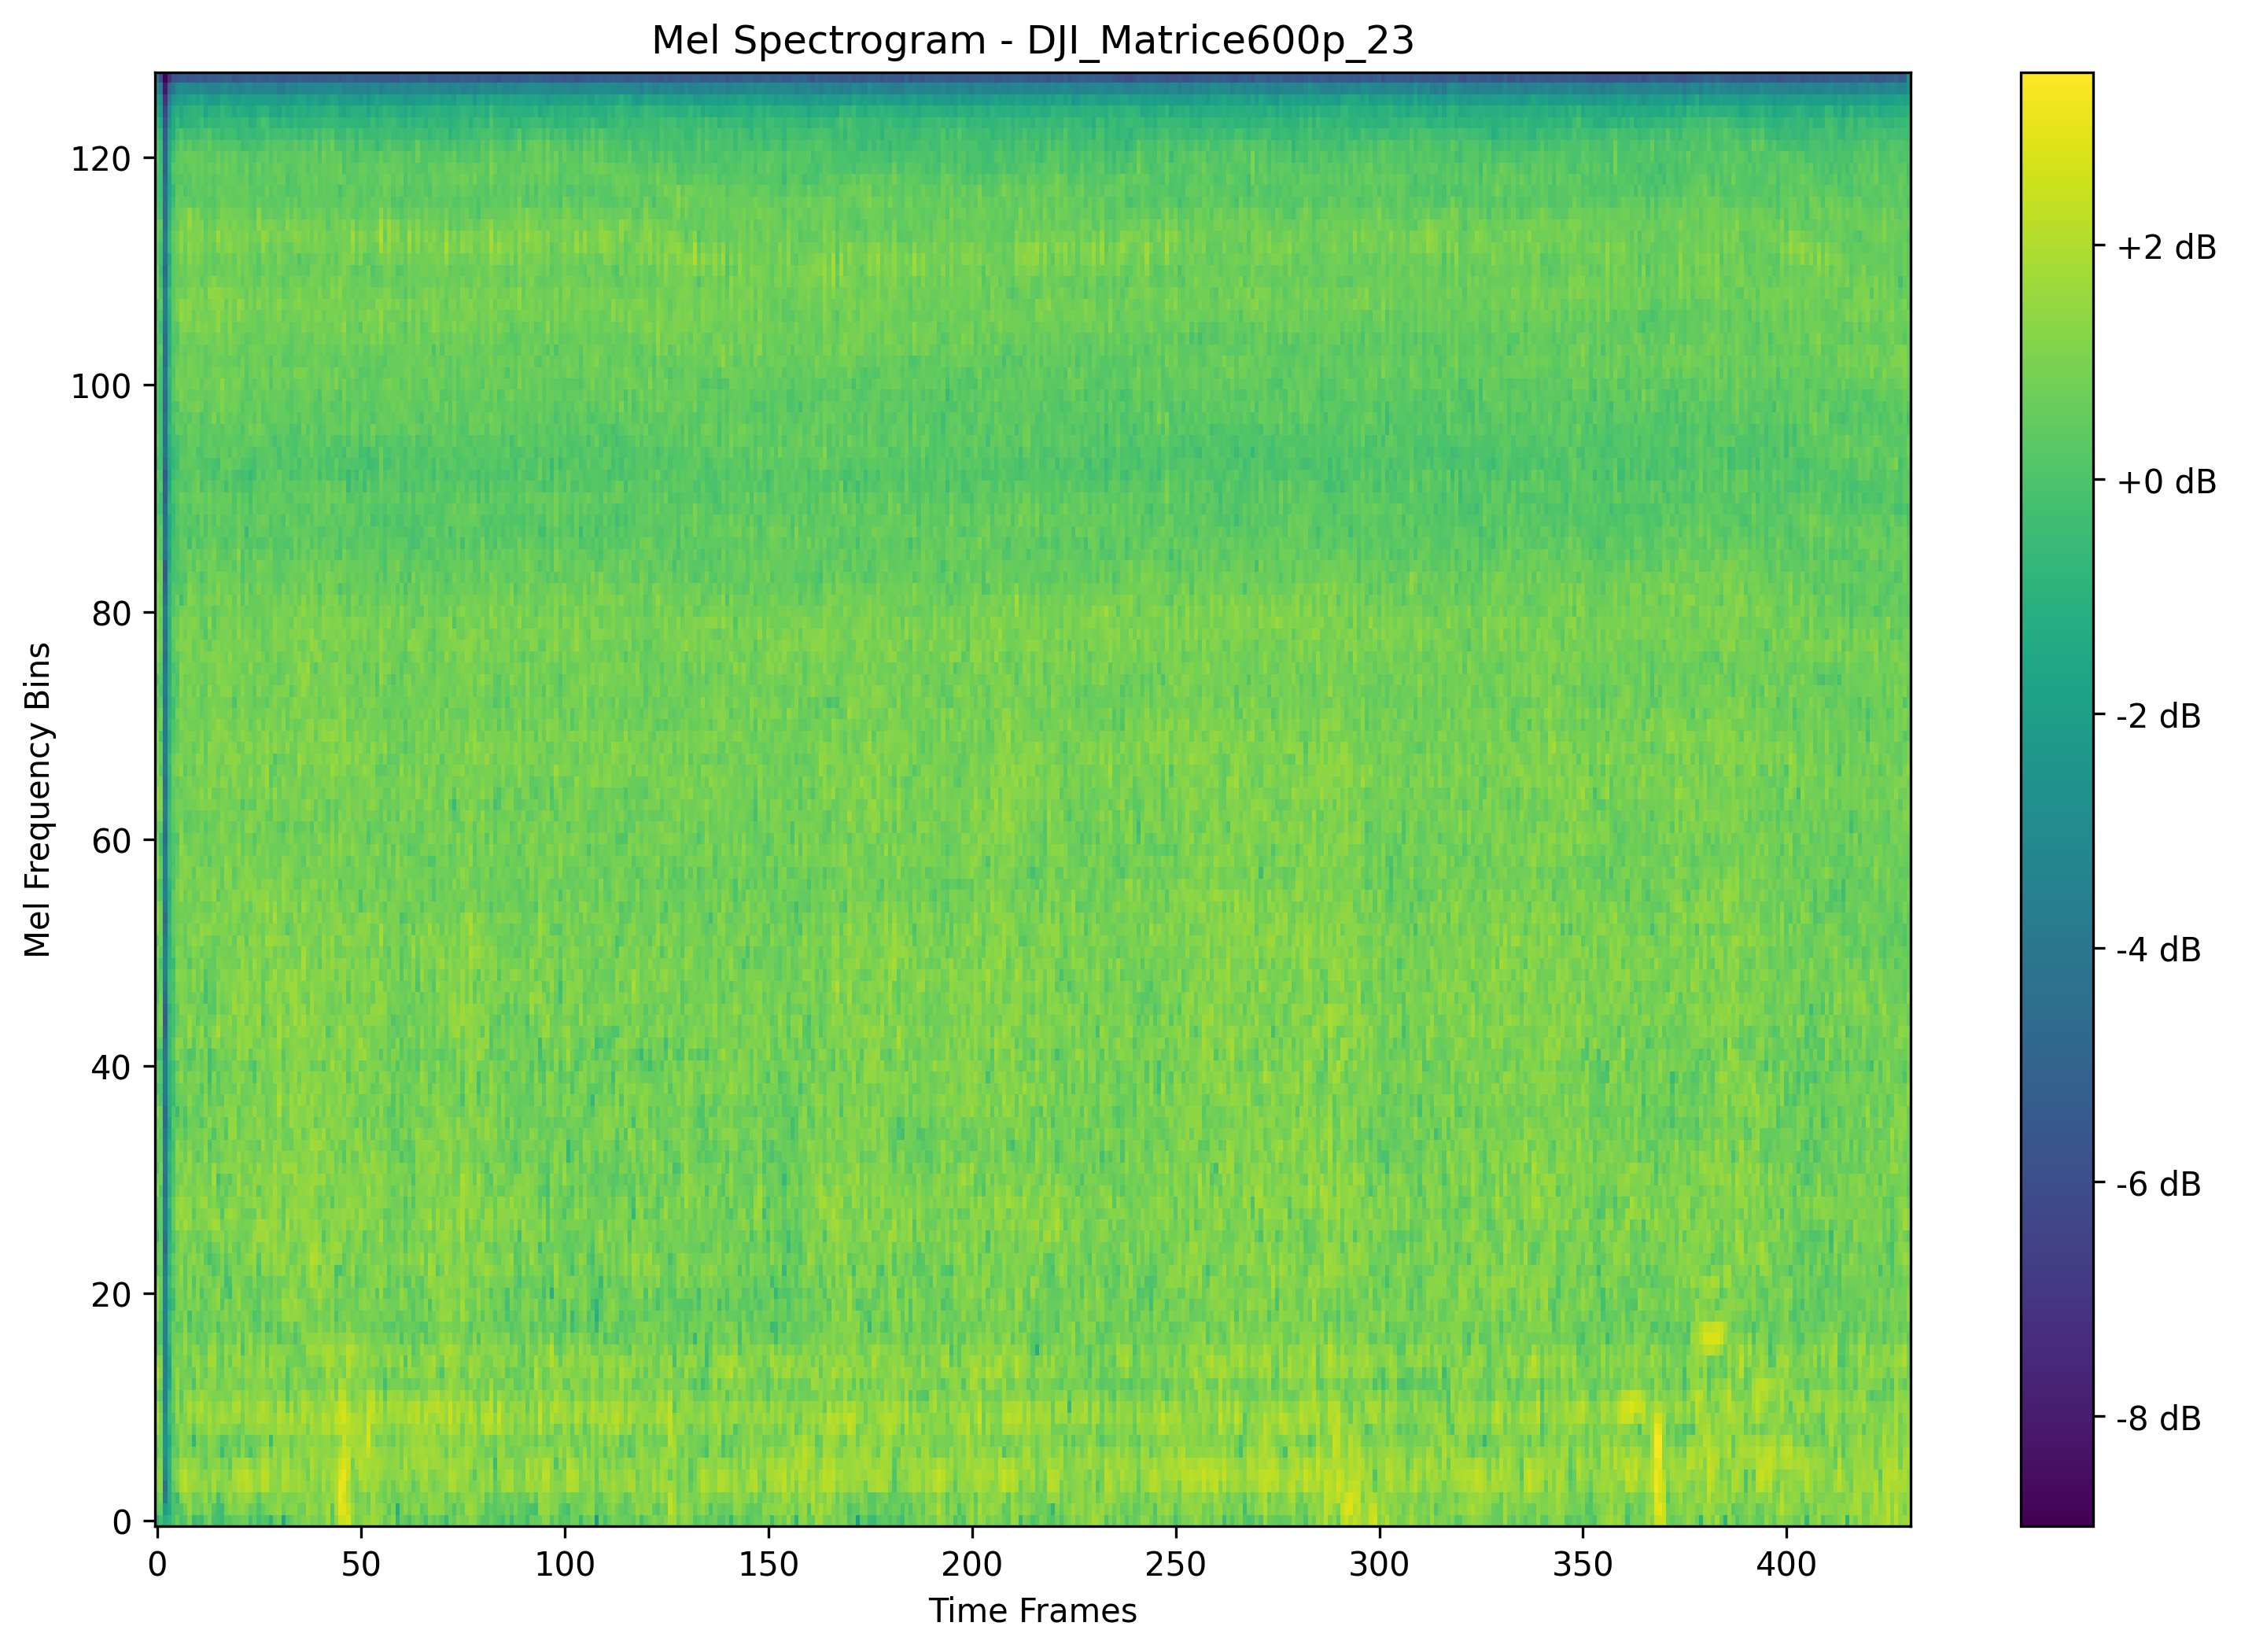 Mel Spectrogram - DJI_Matrice600p_23
120
100
80
60
40
20
0
Mel Frequency Bins
0 50 100 150 200 250 300 350 400
Time Frames
+2 dB
+0 dB
-2 dB
-4 dB
-6 dB
-8 dB